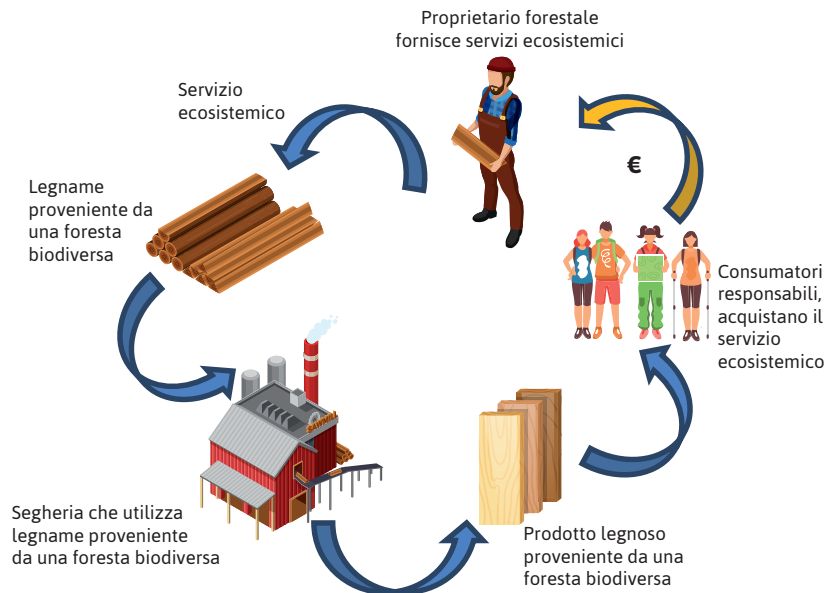 Proprietario forestale
fornisce servizi ecosistemici
Servizio
ecosistemico
€
Legname
proveniente da
una foresta
biodiversa
Consumatori
responsabili,
acquistano il
servizio
ecosistemico
SAWMILL
Segheria che utilizza
legname proveniente
da una foresta biodiversa
Prodotto legnoso
proveniente da una
foresta biodiversa